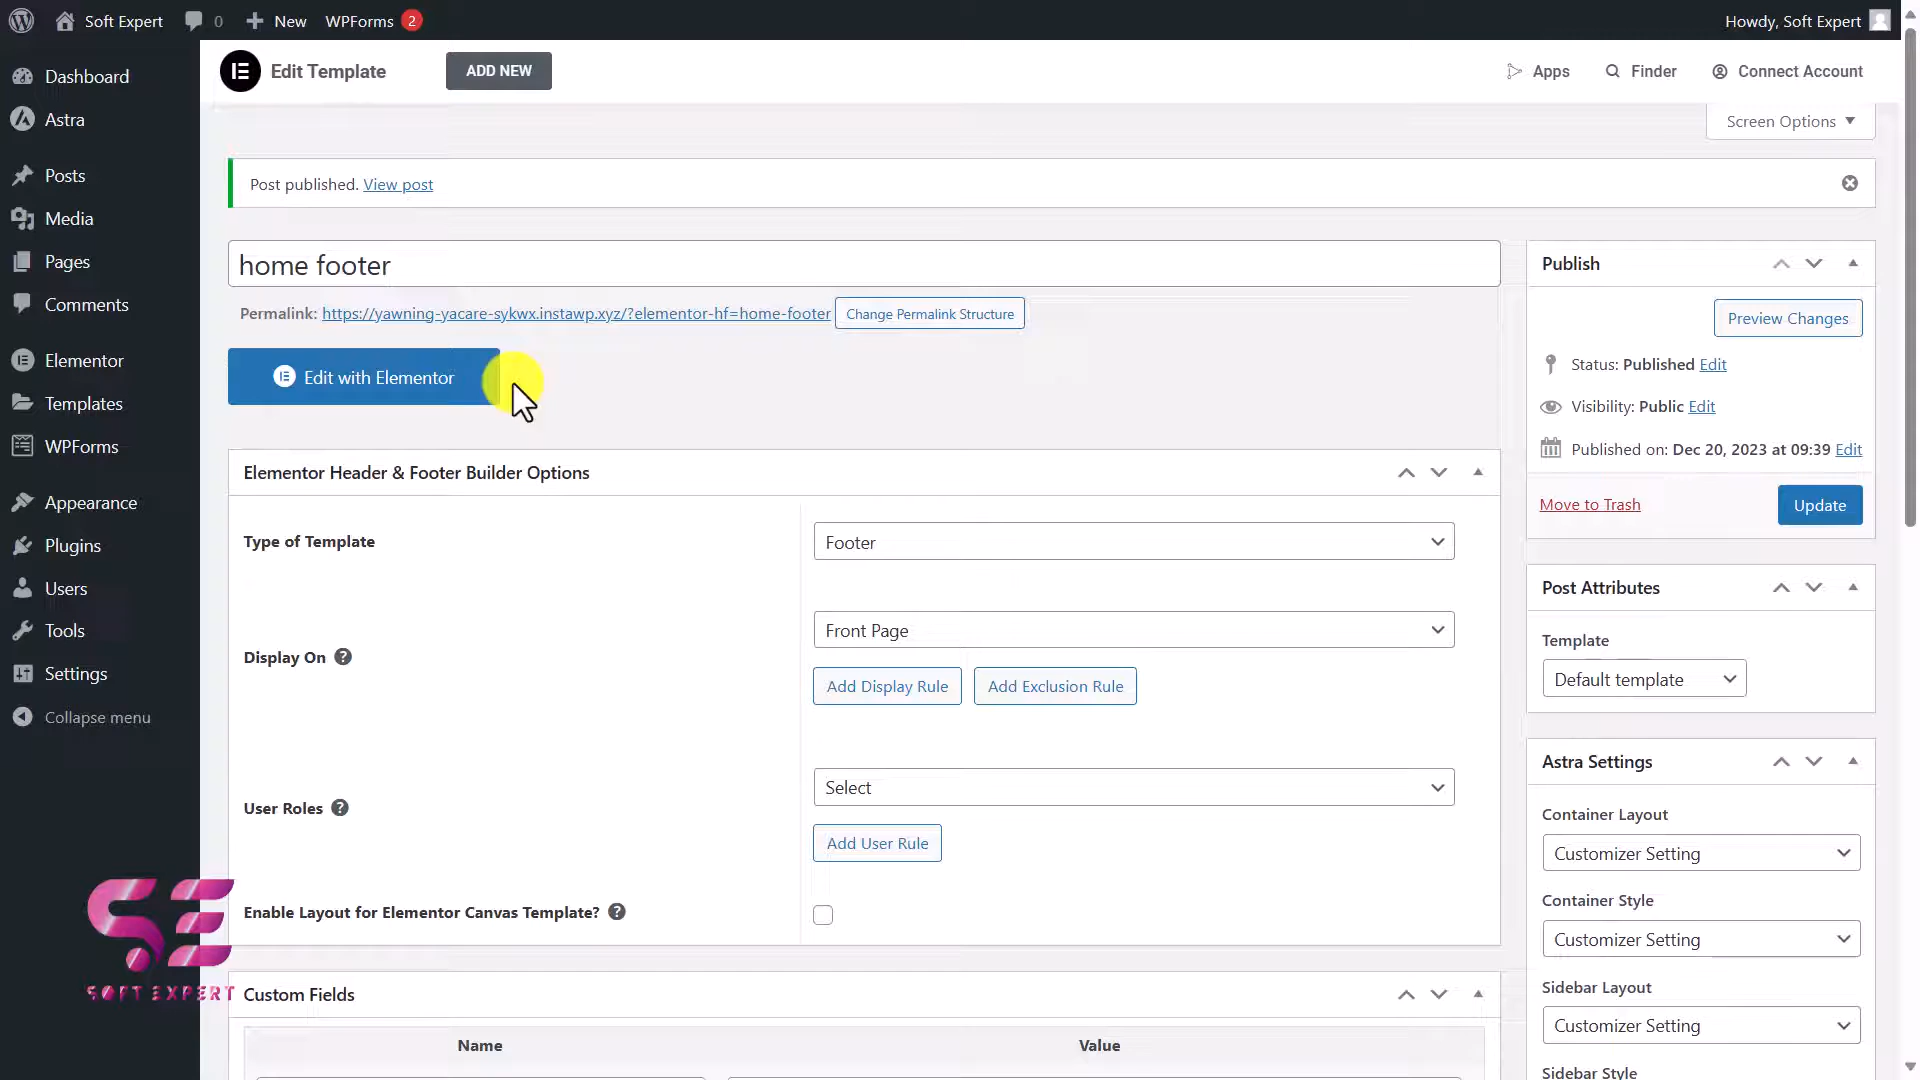 Soft Expert
0
New
WPForms
2
Howdy, Soft Expert
Dashboard
Astra
Posts
Media
Pages
Comments
Elementor
Templates
WPForms
Appearance
Plugins
Users
Tools
Settings
Collapse menu
SE
SOFT EXPERT
Edit Template
ADD NEW
Apps
Finder
Connect Account
Screen Options
Post published. View post
home footer
Permalink: https://yawning-yacare-sykwx.instawp.xyz/?elementor-hf=home-footer
Change Permalink Structure
Edit with Elementor
Elementor Header & Footer Builder Options
Type of Template
Footer
Display On
Front Page
Add Display Rule
Add Exclusion Rule
User Roles
Select
Add User Rule
Enable Layout for Elementor Canvas Template?
Custom Fields
Name
Value
Publish
Preview Changes
Status: Published Edit
Visibility: Public Edit
Published on: Dec 20, 2023 at 09:39 Edit
Move to Trash
Update
Post Attributes
Template
Default template
Astra Settings
Container Layout
Customizer Setting
Container Style
Customizer Setting
Sidebar Layout
Customizer Setting
Sidebar Style